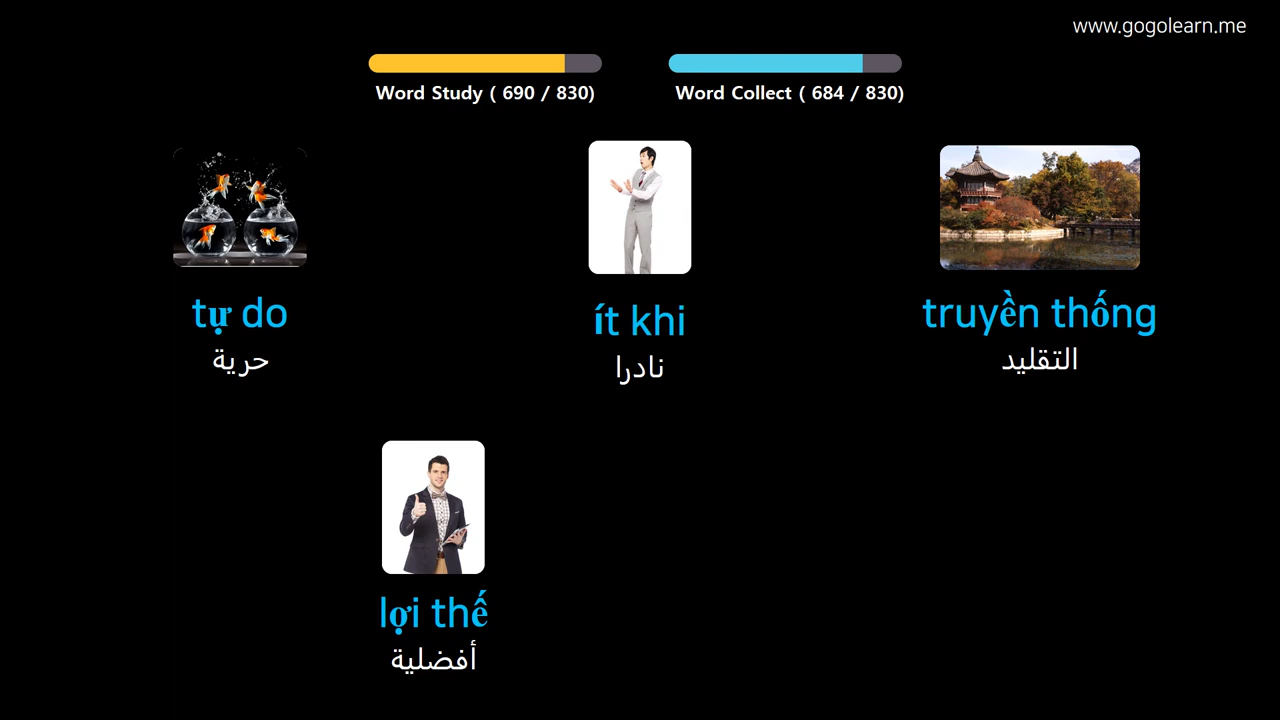 www.gogolearn.me
Word Study ( 690 / 830)
Word Collect ( 684 / 830)
tự do
حرية
ít khi
نادرا
truyền thống
التقليد
lợi thế
أفضلية